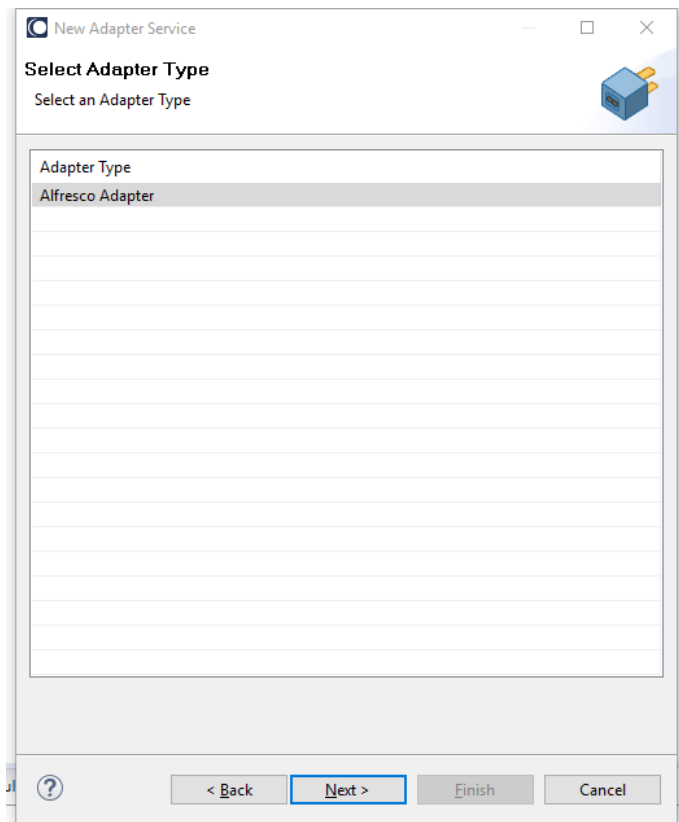 New Adapter Service
Select Adapter Type
Select an Adapter Type
Adapter Type
Alfresco Adapter
? < Back Next > Finish Cancel